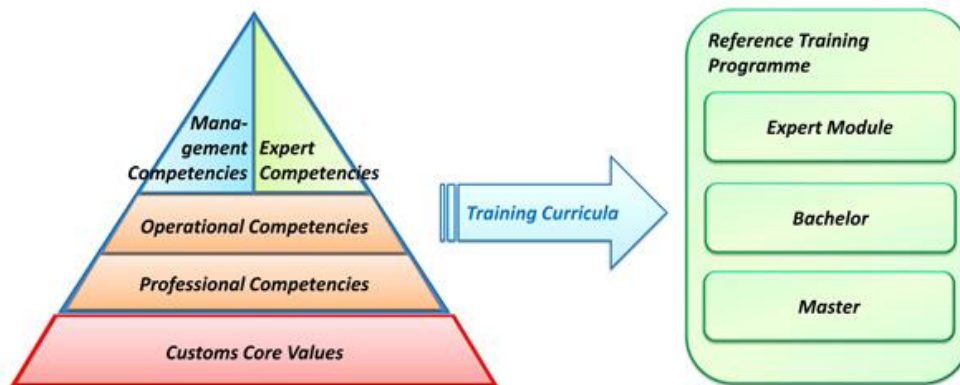 Mana-
gement
Competencies
Expert
Competencies
Operational Competencies
Professional Competencies
Customs Core Values
Training Curricula
Reference Training
Programme
Expert Module
Bachelor
Master